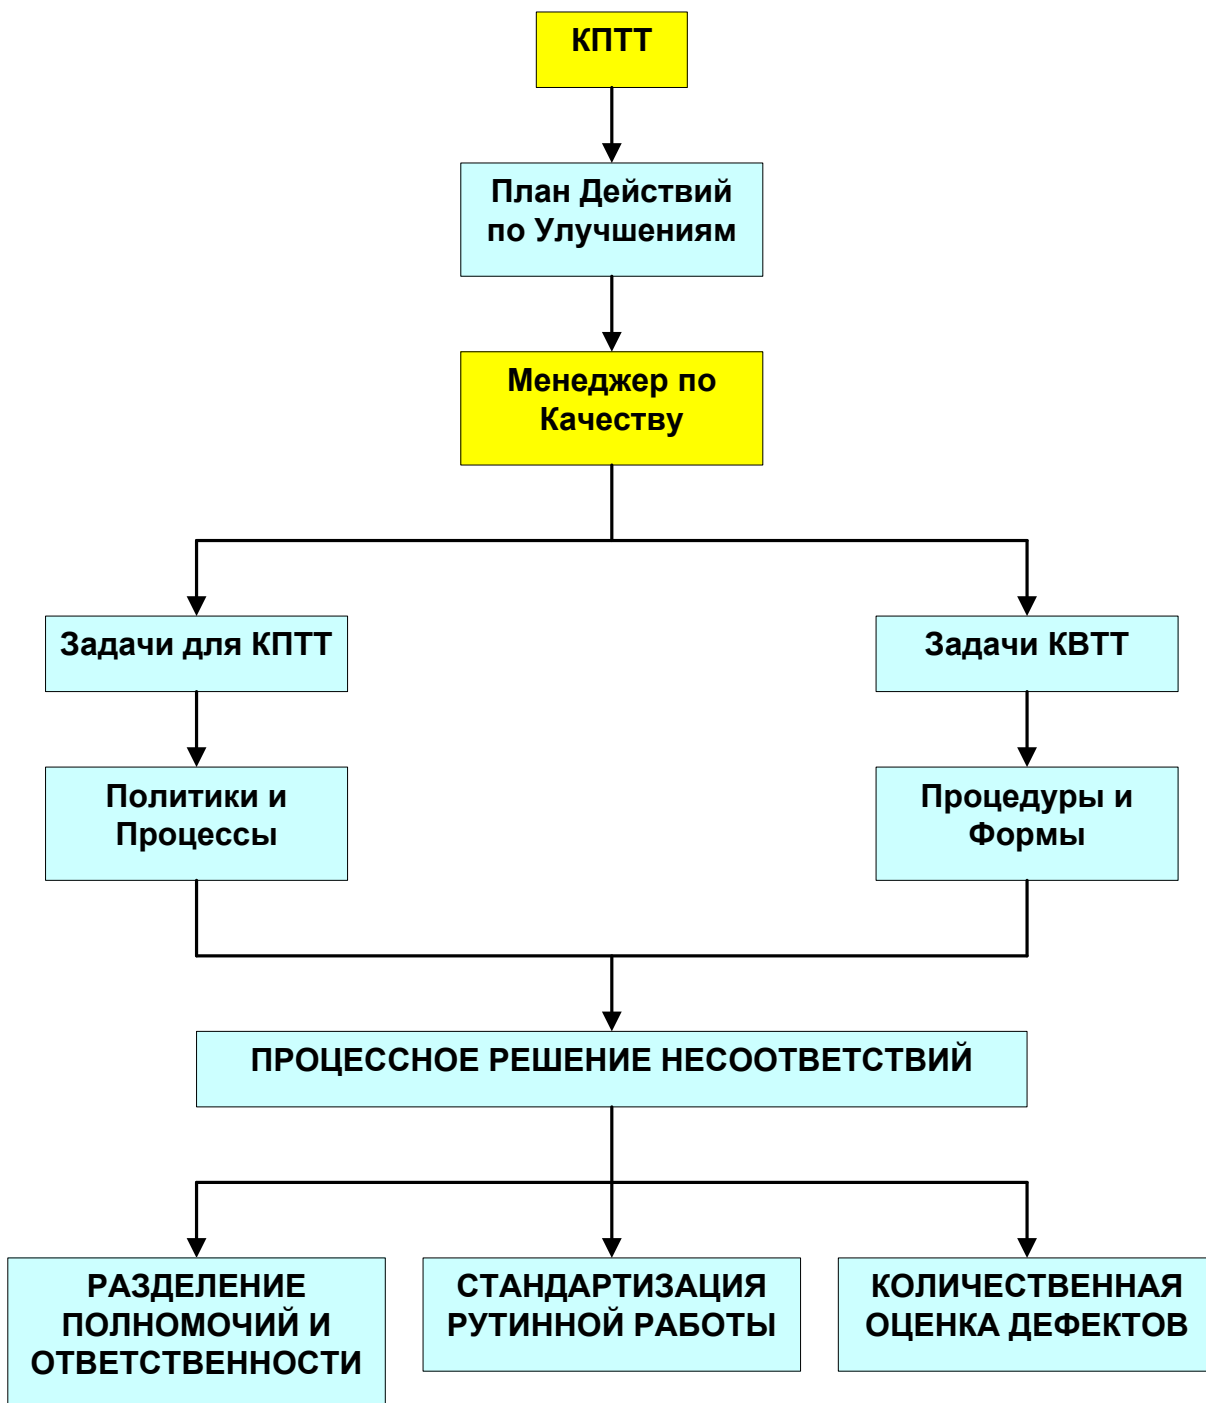 КПТТ
План Действий
по Улучшениям
Менеджер по
Качеству
Задачи для КПТТ
Задачи КВТТ
Политики и
Процессы
Процедуры и
Формы
ПРОЦЕССНОЕ РЕШЕНИЕ НЕСООТВЕТСТВИЙ
РАЗДЕЛЕНИЕ
ПОЛНОМОЧИЙ И
ОТВЕТСТВЕННОСТИ
СТАНДАРТИЗАЦИЯ
РУТИННОЙ РАБОТЫ
КОЛИЧЕСТВЕННАЯ
ОЦЕНКА ДЕФЕКТОВ